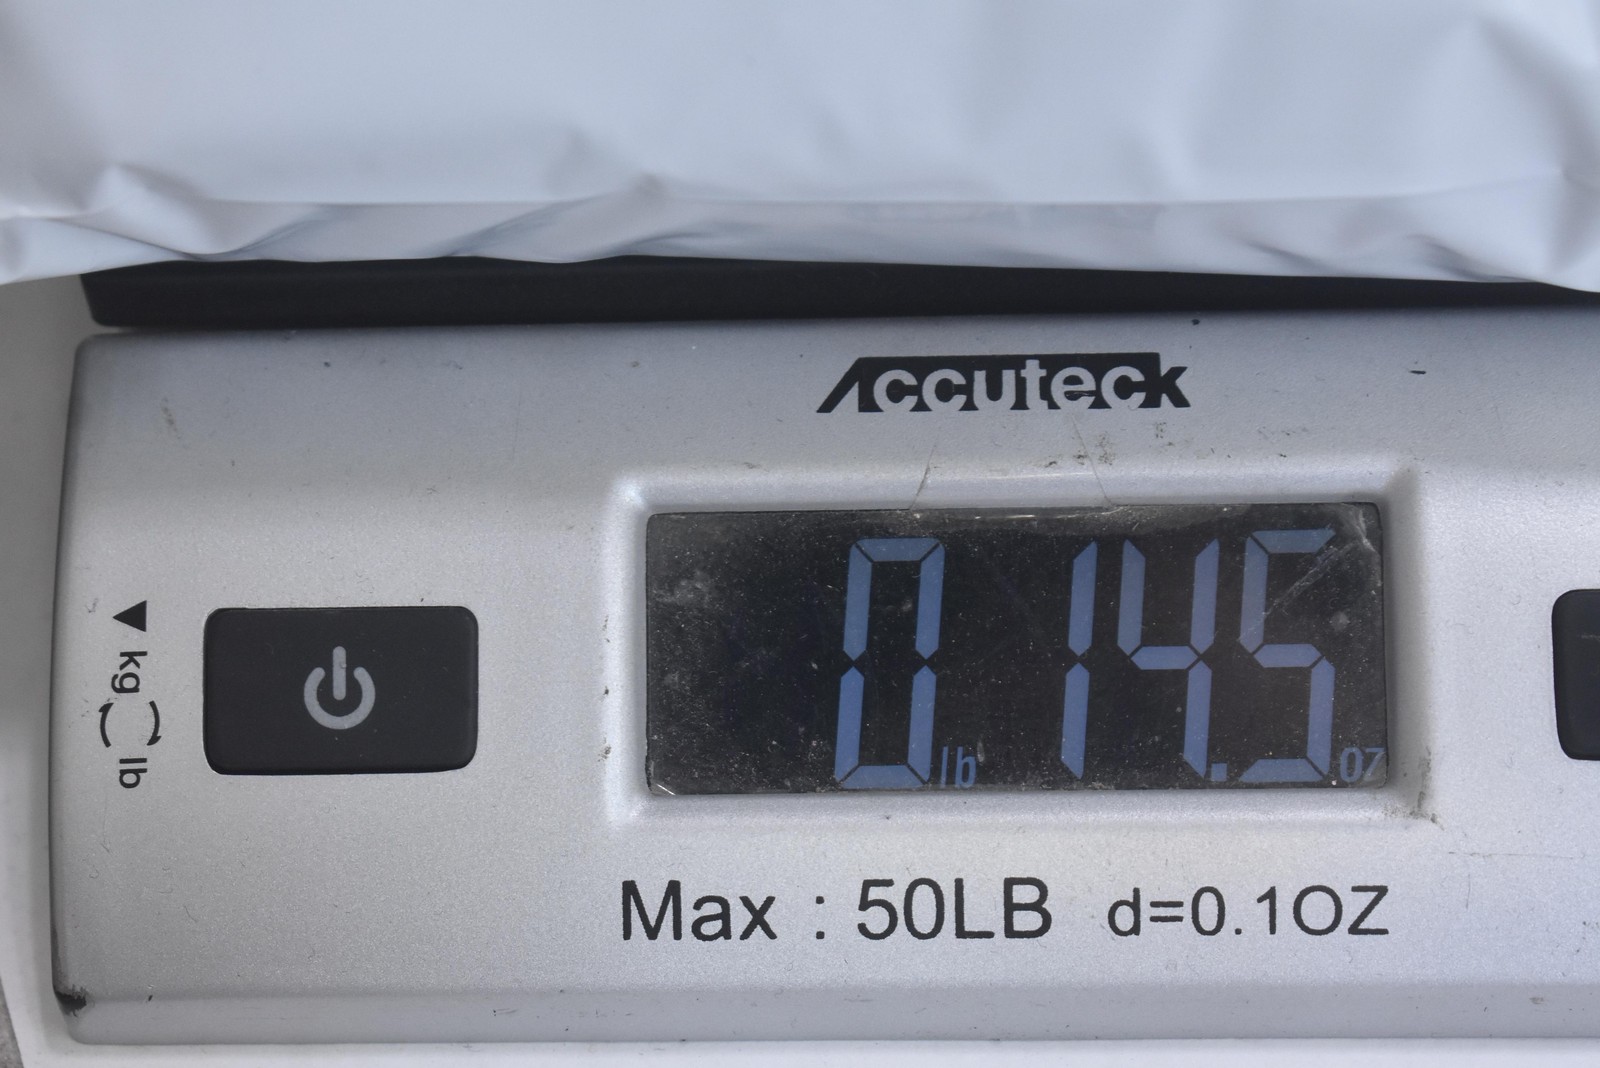 Accuteck
0 lb 14.5 oz
kg lb
Max : 50LB d=0.1OZ